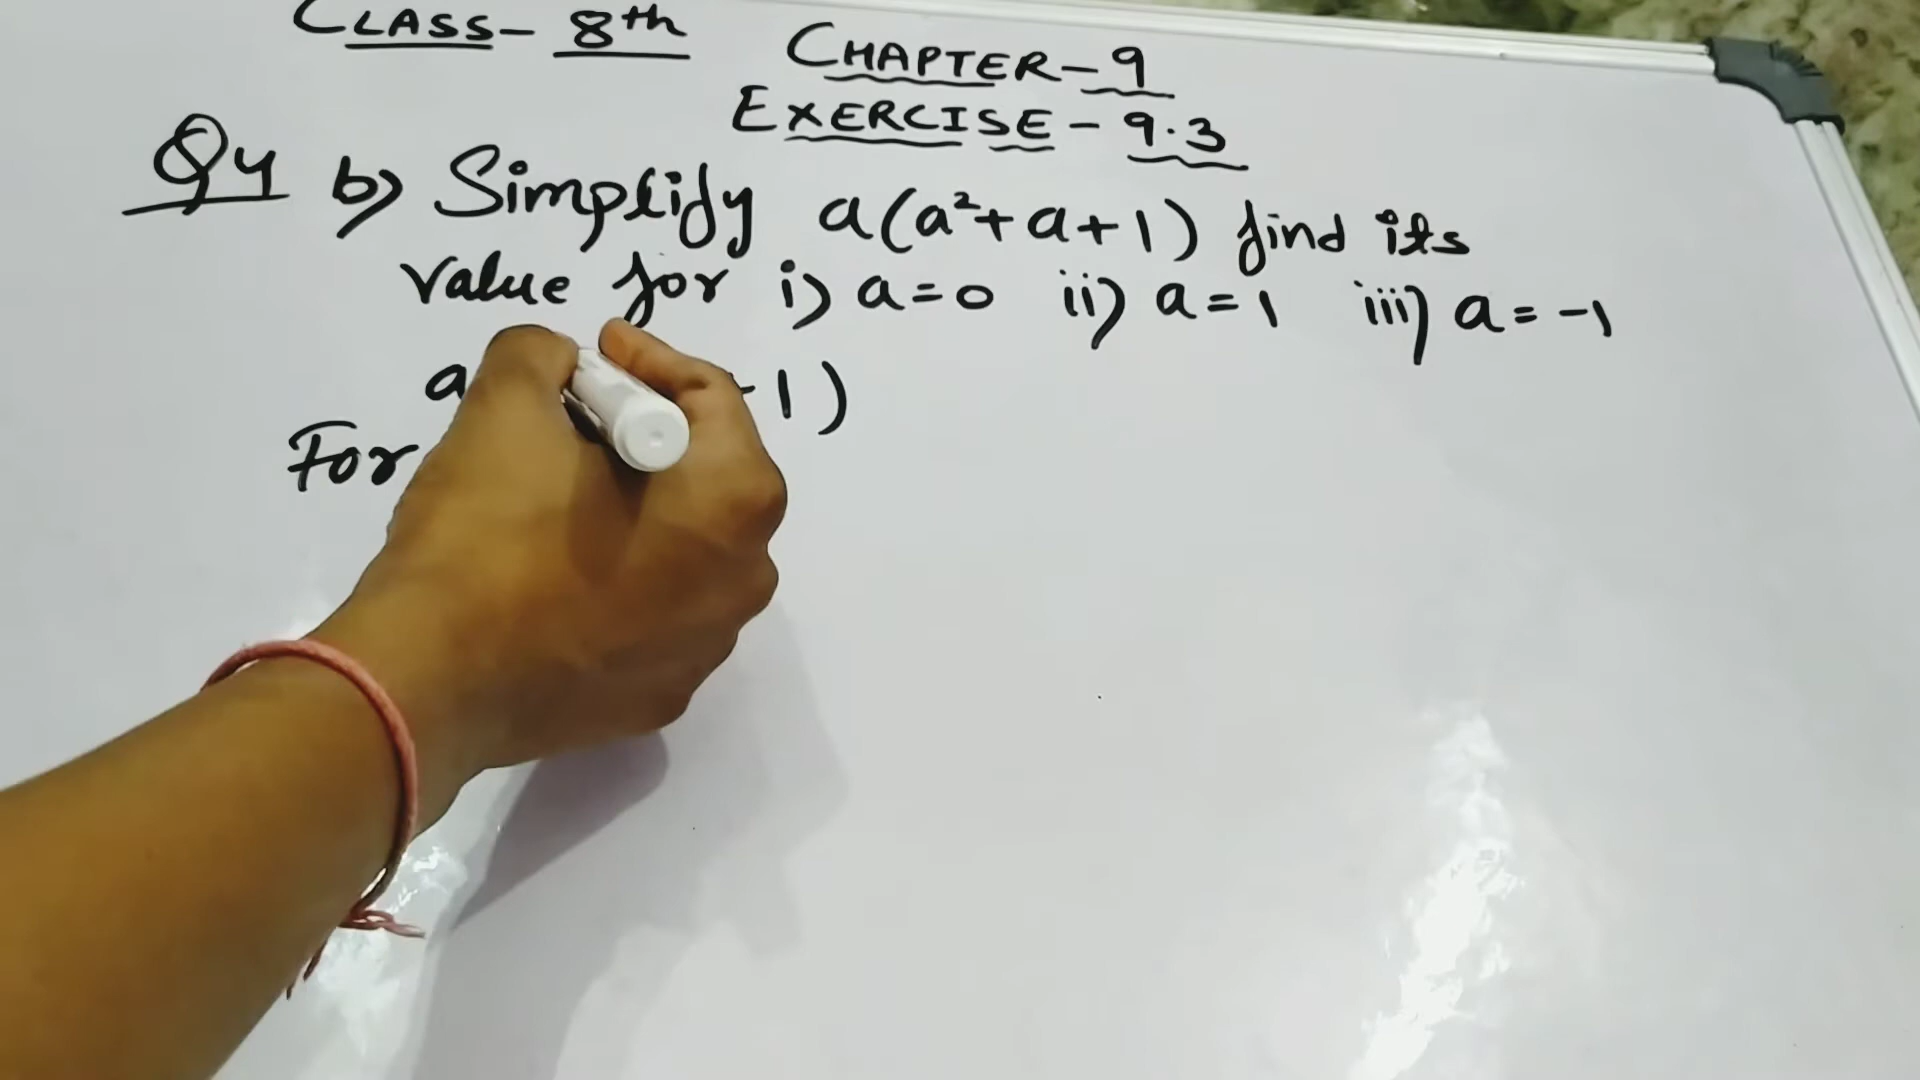 CLASS- 8th
CHAPTER-9
EXERCISE-9.3
Q4 b) Simplify a(a²+a+1) find its
value for i) a=0 ii) a=1 iii) a=-1
a 1)
For